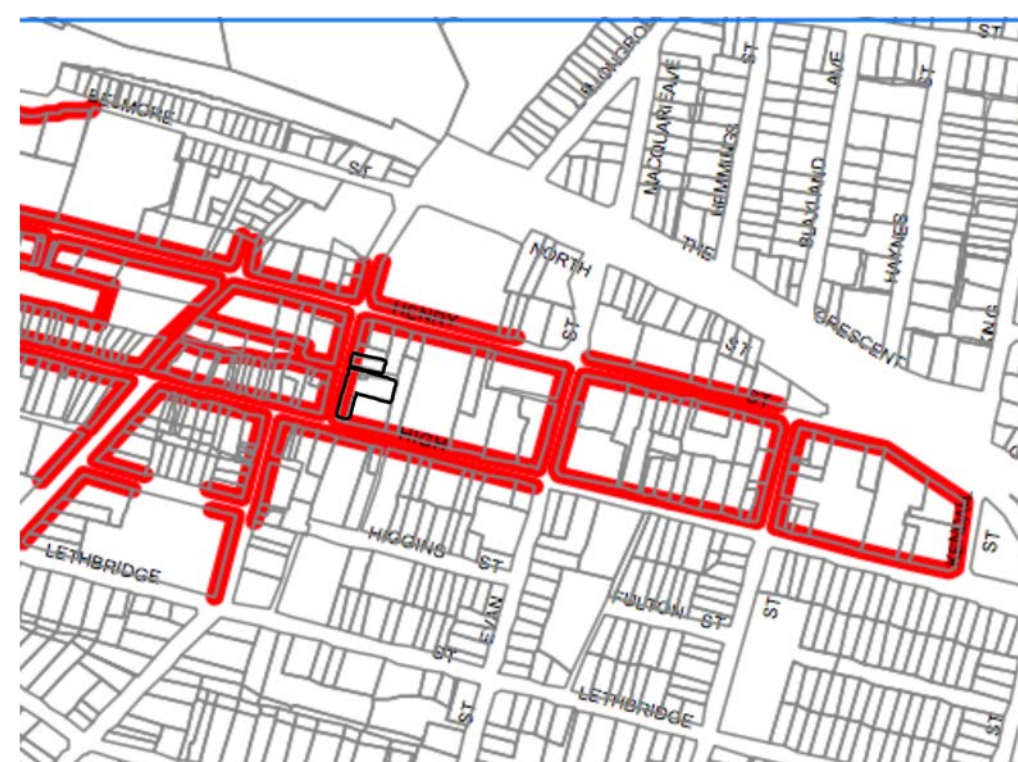 ST
BELMORE
ST
MACQUARIE AVE
HEMMINGS
ST
BLAXLAND
AVE
HAYNES
ST
KING
THE
CRESCENT
NORTH
ST
ST
HENRY
ST
HIGH
HIGGINS
ST
LETHBRIDGE
ST
EVAN
ST
FULTON
ST
ST
LETHBRIDGE
ST
ST